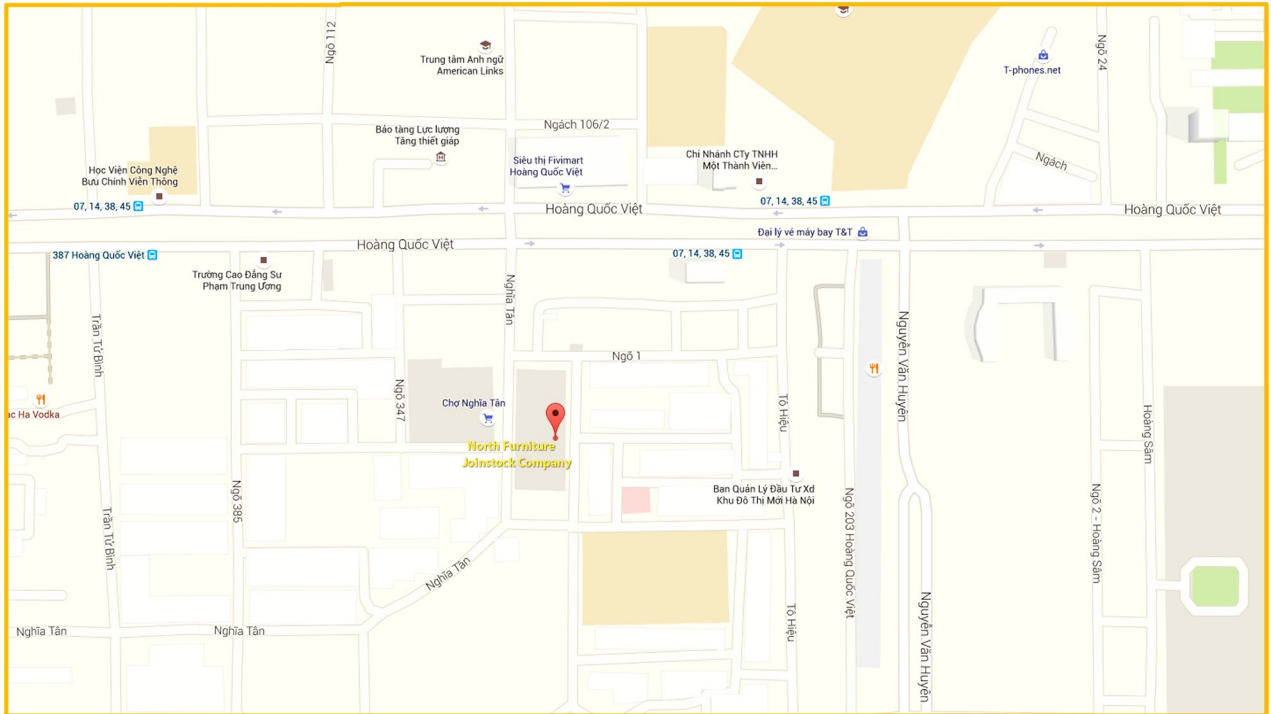 Ngõ 112
Trung tâm Anh ngữ
American Links
T-phones.net
Ngõ 24
Bảo tàng Lực lượng
Tăng thiết giáp
Ngách 106/2
Siêu thị Fivimart
Hoàng Quốc Việt
Chi Nhánh CTy TNHH
Một Thành Viên...
Ngách
Học Viện Công Nghệ
Bưu Chính Viễn Thông
07, 14, 38, 45
Hoàng Quốc Việt
07, 14, 38, 45
Hoàng Quốc Việt
Đại lý vé máy bay T&T
387 Hoàng Quốc Việt
Hoàng Quốc Việt
07, 14, 38, 45
Trường Cao Đẳng Sư
Phạm Trung Ương
Nghĩa Tân
Trần Tử Bình
Ngõ 1
Nguyễn Văn Huyên
Ngõ 347
Chợ Nghĩa Tân
Tô Hiệu
Hoàng Sâm
ac Ha Vodka
North Furniture
Joinstock Company
Ban Quản Lý Đầu Tư Xd
Khu Đô Thị Mới Hà Nội
Ngõ 385
Trần Tử Bình
Ngõ 203 Hoàng Quốc Việt
Ngõ 2 - Hoàng Sâm
Nghĩa Tân
Tô Hiệu
Nguyễn Văn Huyên
Nghĩa Tân
Nghĩa Tân